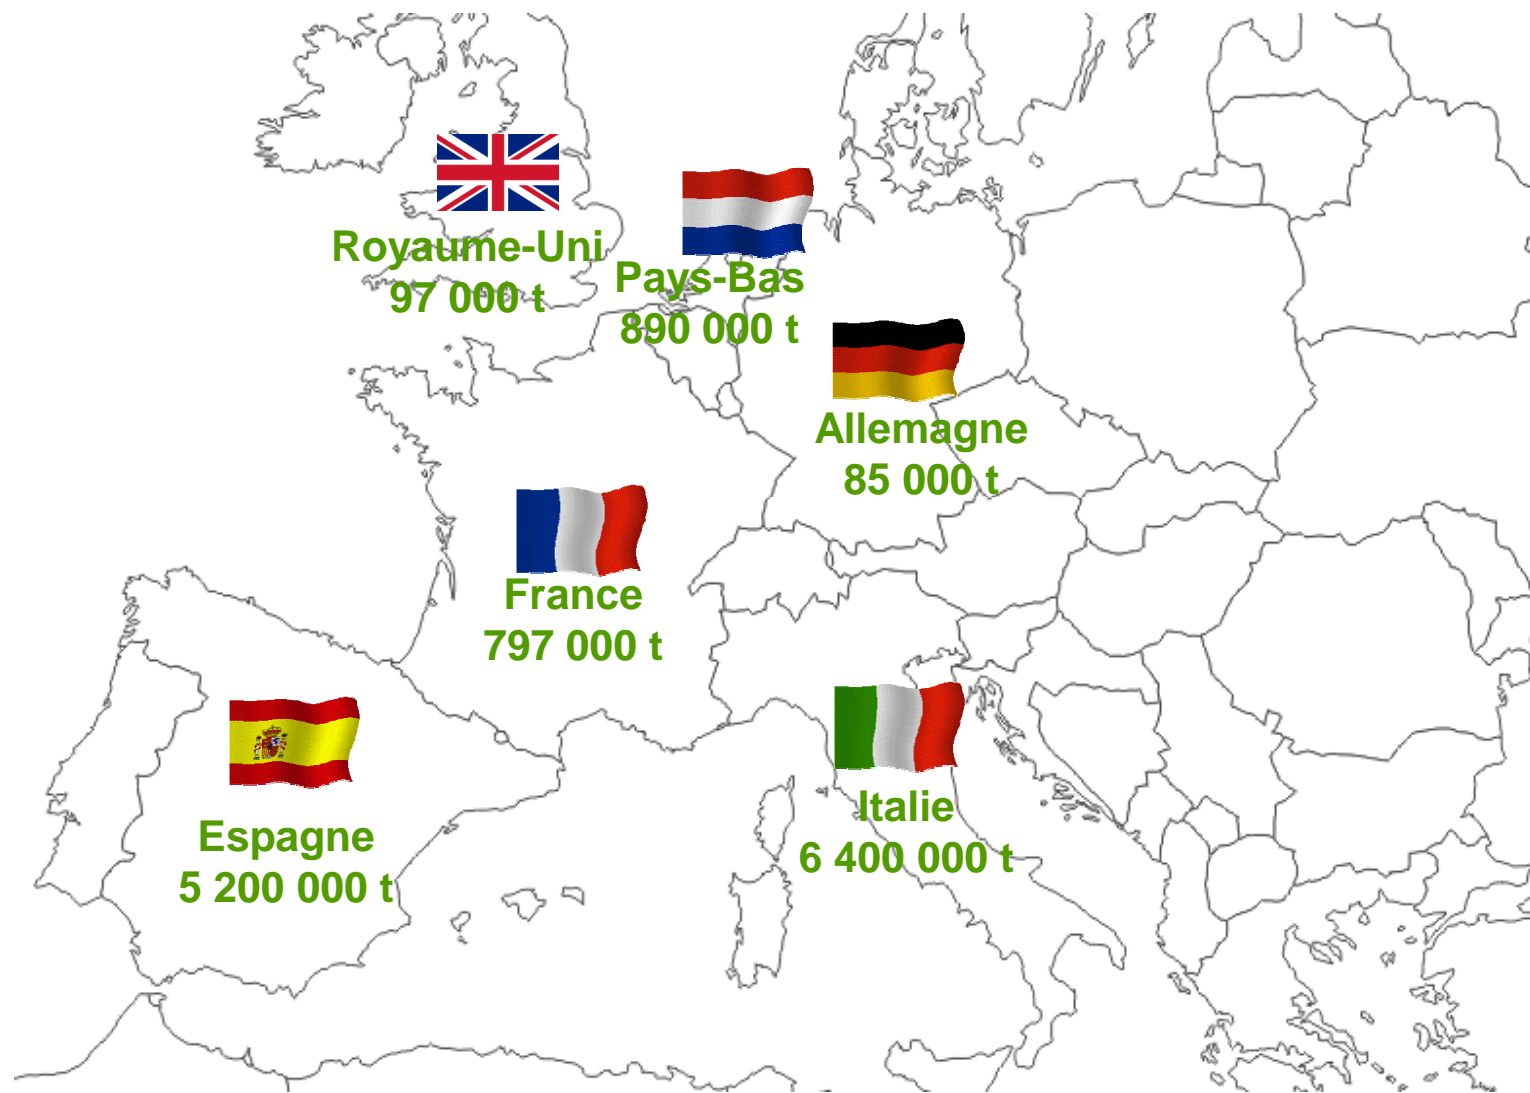 Royaume-Uni
97 000 t
Pays-Bas
890 000 t
Allemagne
85 000 t
France
797 000 t
Espagne
5 200 000 t
Italie
6 400 000 t